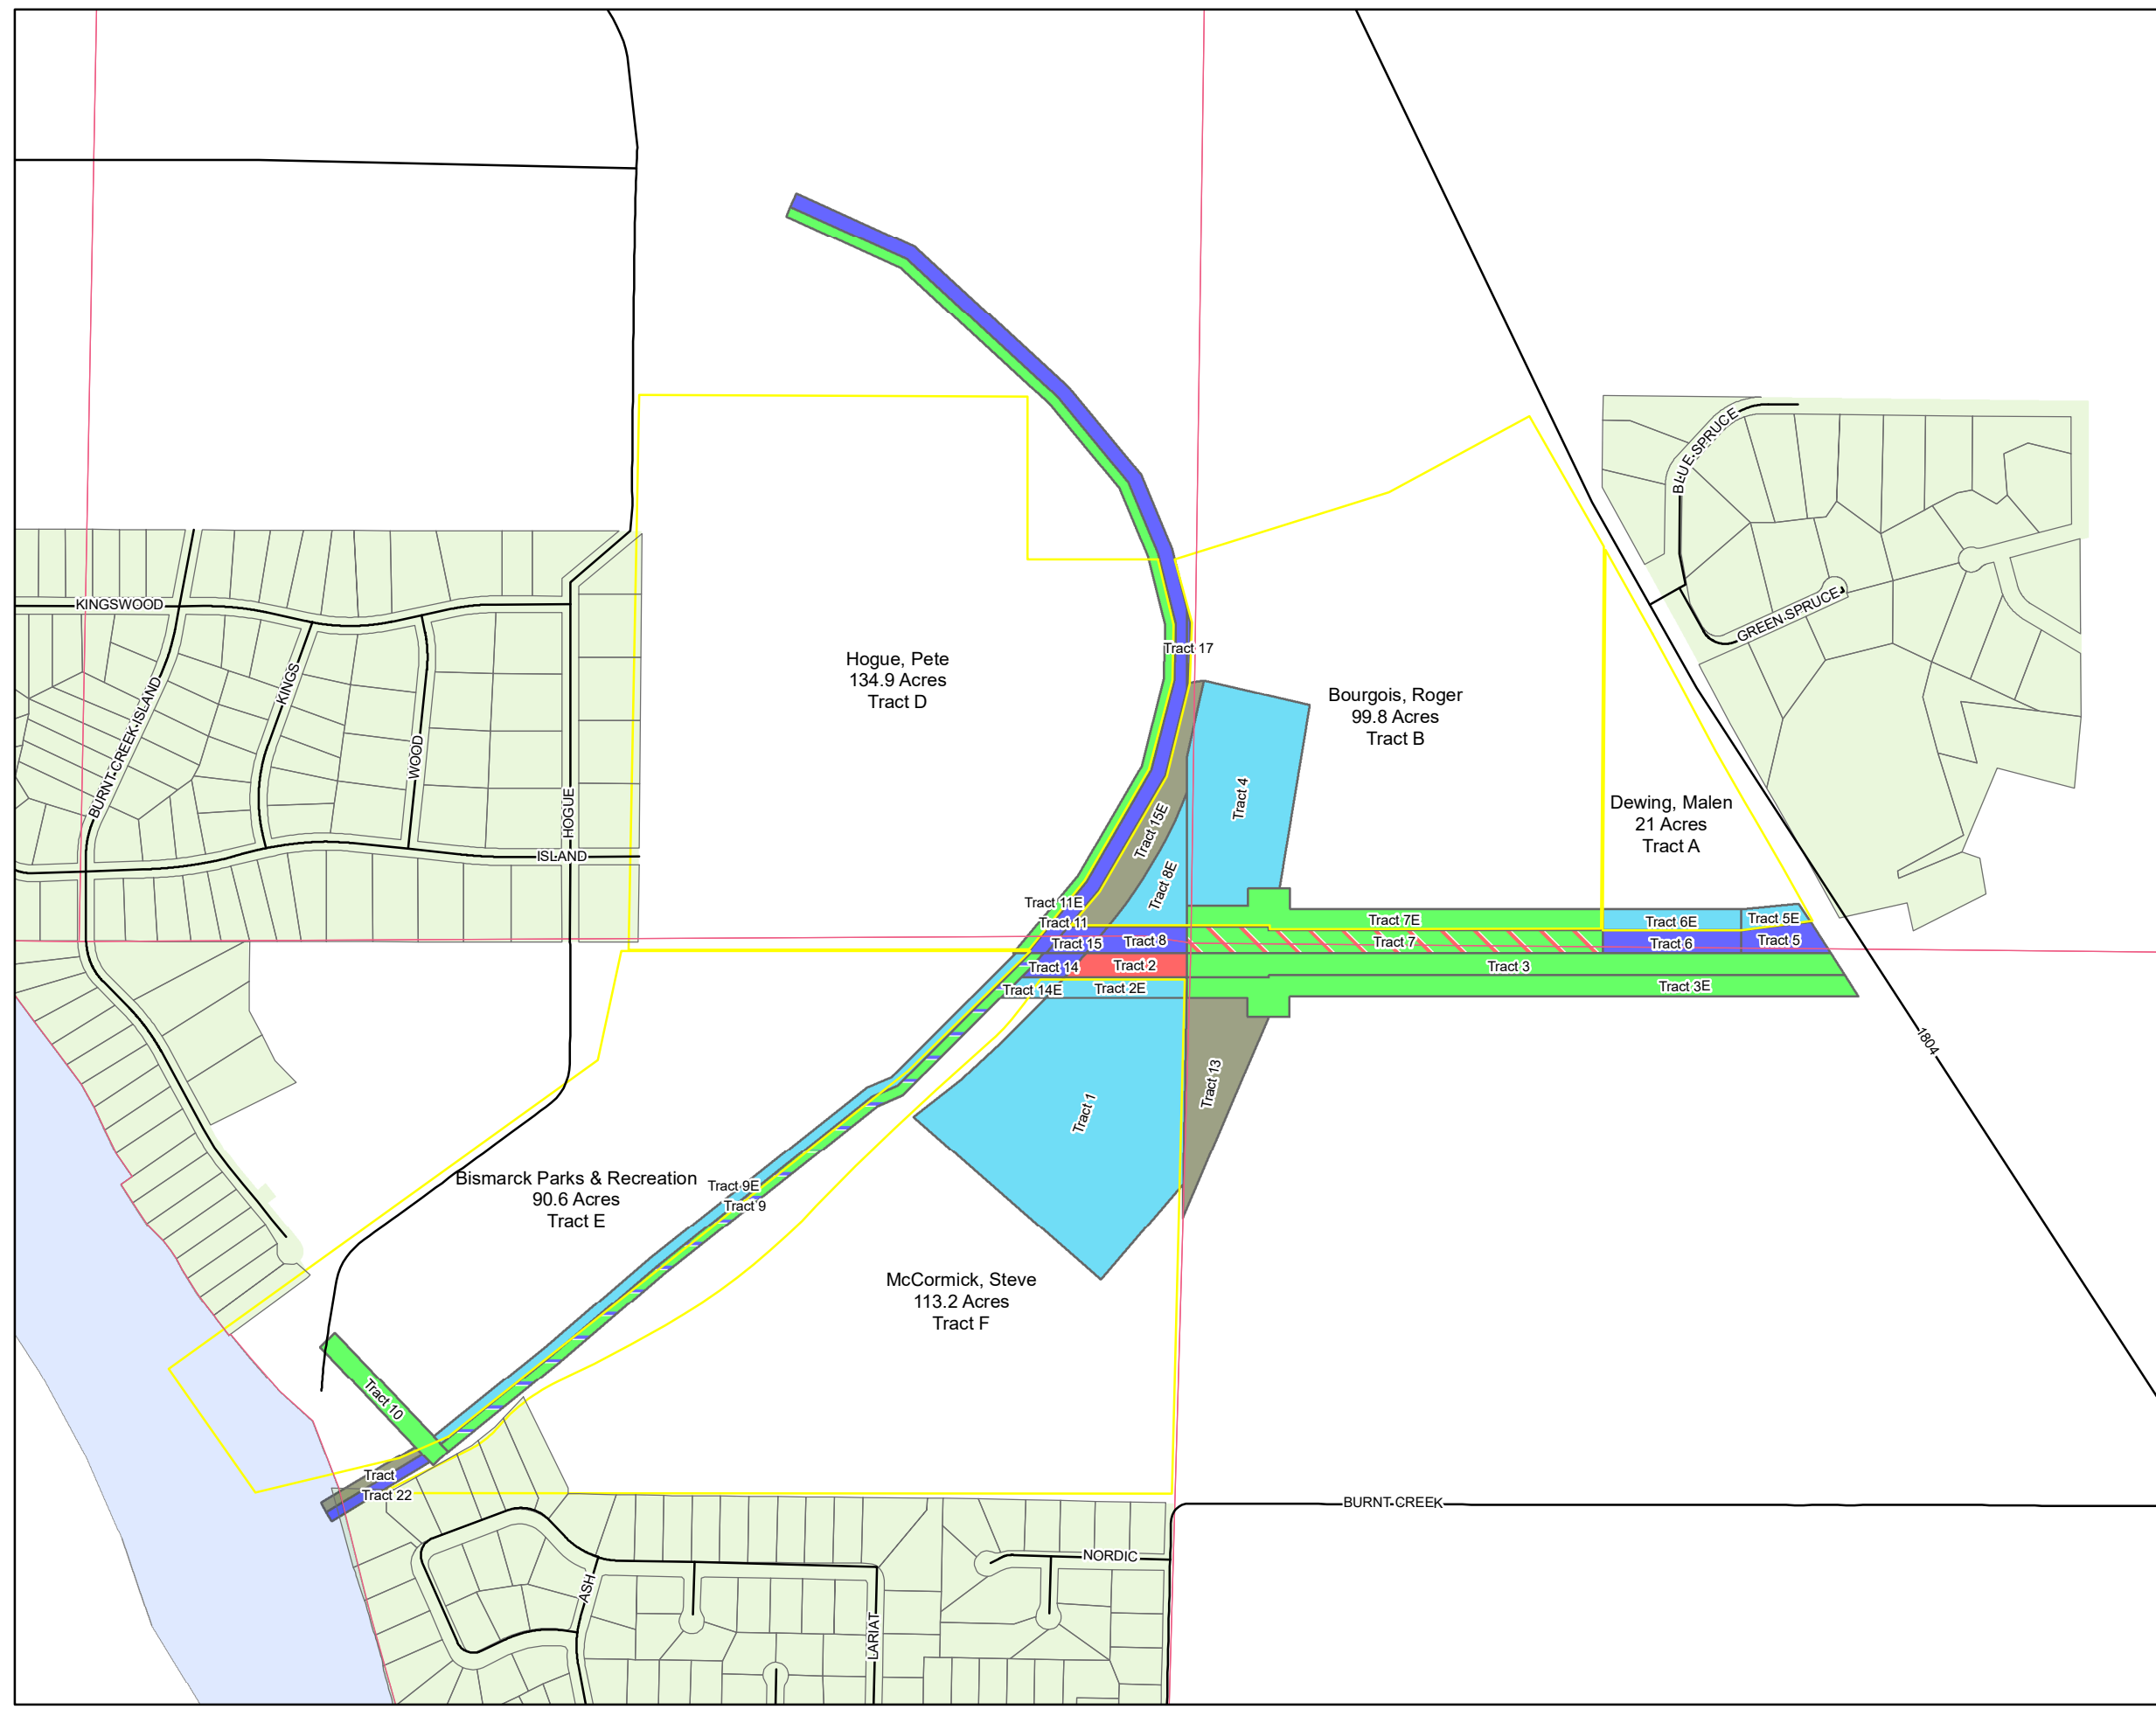 BLUE-SPRUCE
KINGSWOOD
GREEN-SPRUCE
Tract 17
Hogue, Pete
134.9 Acres
Tract D
KINGS
BURNT-CREEK-ISLAND
Bourgois, Roger
99.8 Acres
Tract B
WOOD
HOGUE
Tract 4
Dewing, Malen
21 Acres
Tract A
Tract 15E
ISLAND
Tract 8E
Tract 11E
Tract 11
Tract 7E
Tract 6E
Tract 5E
Tract 15
Tract 8
Tract 7
Tract 6
Tract 5
Tract 14
Tract 2
Tract 3
Tract 14E
Tract 2E
Tract 3E
1804
Tract 13
Tract 1
Bismarck Parks & Recreation
90.6 Acres
Tract E
Tract 9E
Tract 9
McCormick, Steve
113.2 Acres
Tract F
Tract 10
Tract
Tract 22
BURNT-CREEK
NORDIC
ASH
LARIAT